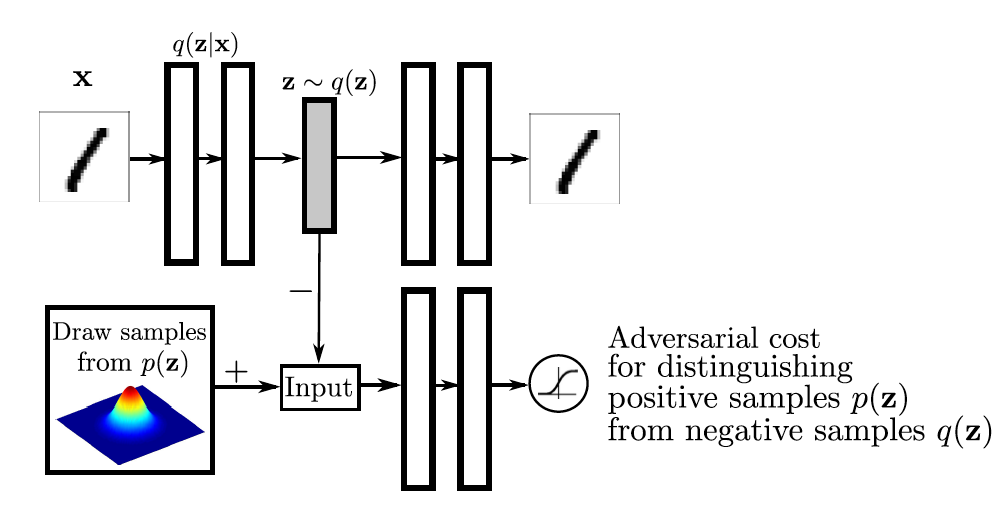 q(z|x)
x
z ∼ q(z)
−
Draw samples
from p(z)
+
Input
Adversarial cost
for distinguishing
positive samples p(z)
from negative samples q(z)